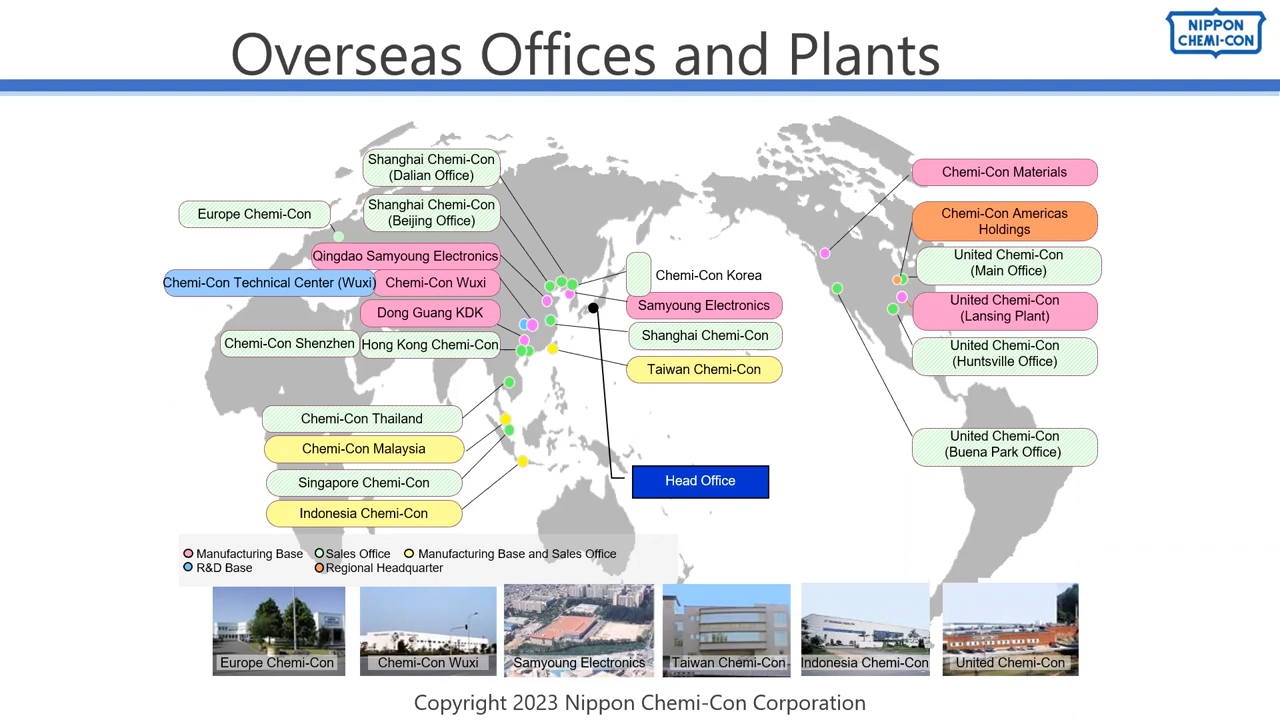 Overseas Offices and Plants
NIPPON
CHEMI-CON
Shanghai Chemi-Con
(Dalian Office)
Shanghai Chemi-Con
(Beijing Office)
Europe Chemi-Con
Qingdao Samyoung Electronics
Chemi-Con Technical Center (Wuxi)
Chemi-Con Wuxi
Dong Guang KDK
Chemi-Con Shenzhen
Hong Kong Chemi-Con
Chemi-Con Thailand
Chemi-Con Malaysia
Singapore Chemi-Con
Indonesia Chemi-Con
Chemi-Con Korea
Samyoung Electronics
Shanghai Chemi-Con
Taiwan Chemi-Con
Head Office
Chemi-Con Materials
Chemi-Con Americas
Holdings
United Chemi-Con
(Main Office)
United Chemi-Con
(Lansing Plant)
United Chemi-Con
(Huntsville Office)
United Chemi-Con
(Buena Park Office)
Manufacturing Base
Sales Office
Manufacturing Base and Sales Office
R&D Base
Regional Headquarter
Europe Chemi-Con
Chemi-Con Wuxi
Samyoung Electronics
Taiwan Chemi-Con
Indonesia Chemi-Con
United Chemi-Con
Copyright 2023 Nippon Chemi-Con Corporation